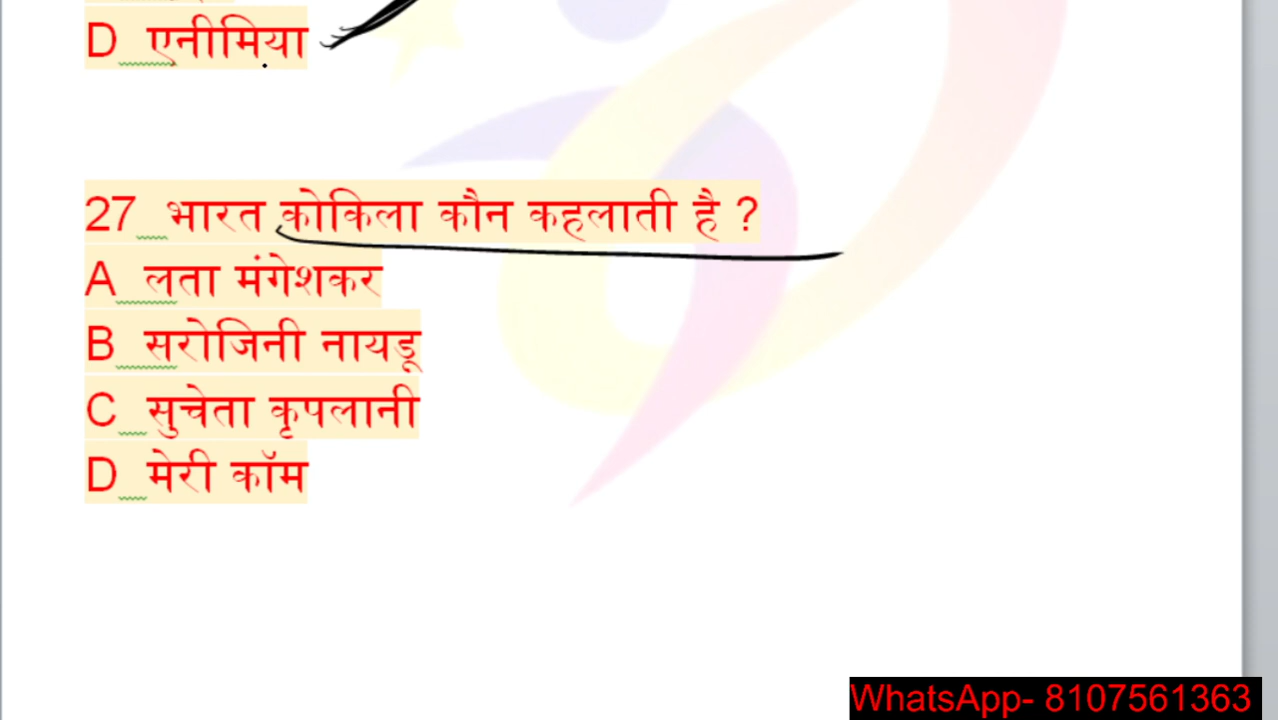 D एनीमिया
27 भारत कोकिला कौन कहलाती है ?
A लता मंगेशकर
B सरोजिनी नायडू
C सुचेता कृपलानी
D मेरी कॉम
WhatsApp- 8107561363